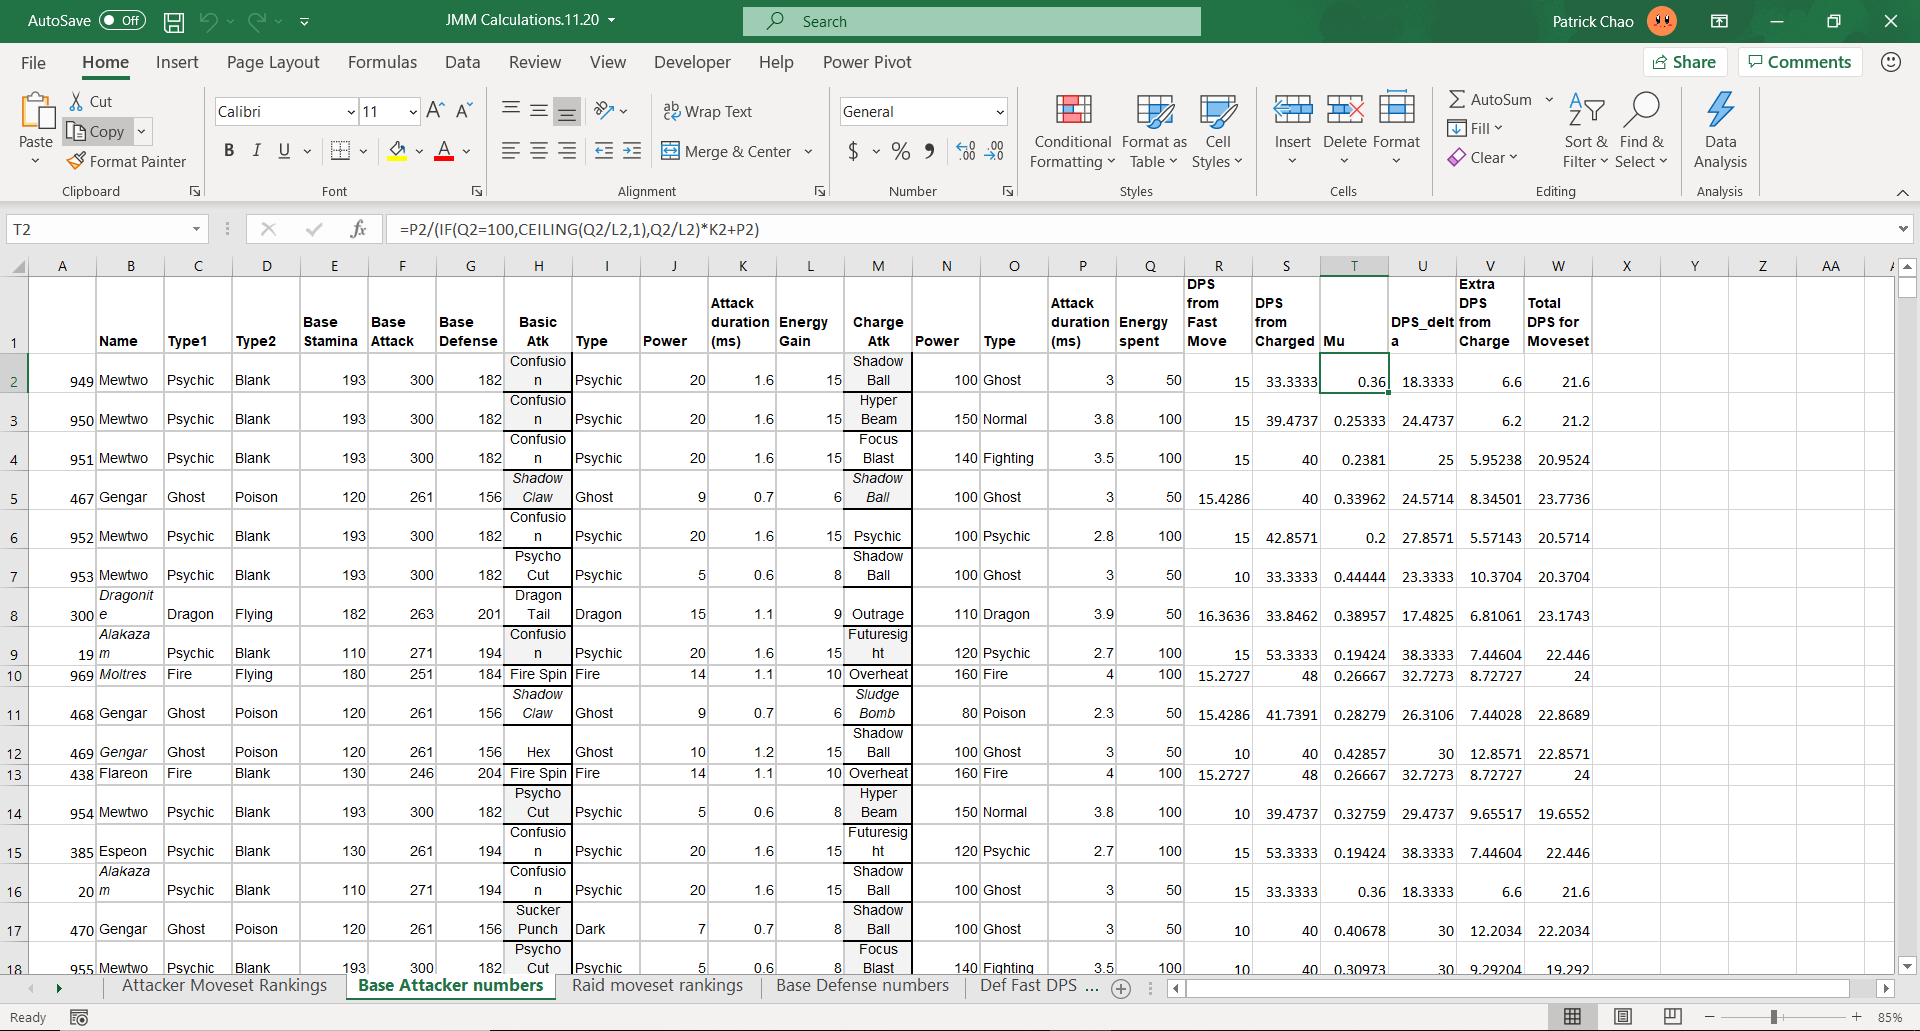 AutoSave Off JMM Calculations.11.20 Search Patrick Chao
File Home Insert Page Layout Formulas Data Review View Developer Help Power Pivot Share Comments
Cut
Copy
Format Painter
Paste
Clipboard
Calibri 11
B I U
Font
Wrap Text
Merge & Center
Alignment
General
$ % 9
Number
Conditional Formatting
Format as Table
Cell Styles
Styles
Insert Delete Format
Cells
AutoSum
Fill
Clear
Sort & Filter
Find & Select
Editing
Data Analysis
Analysis
T2 fx =P2/(IF(Q2=100,CEILING(Q2/L2,1),Q2/L2)*K2+P2)
A B C D E F G H I J K L M N O P Q R S T U V W X Y Z AA
1 Name Type1 Type2 Base Stamina Base Attack Base Defense Basic Atk Type Power Attack duration (ms) Energy Gain Charge Atk Power Type Attack duration (ms) Energy spent DPS from Fast Move DPS from Charged Mu DPS_delta Extra DPS from Charge Total DPS for Moveset
2 949 Mewtwo Psychic Blank 193 300 182 Confusion Psychic 20 1.6 15 Shadow Ball 100 Ghost 3 50 15 33.3333 0.36 18.3333 6.6 21.6
3 950 Mewtwo Psychic Blank 193 300 182 Confusion Psychic 20 1.6 15 Hyper Beam 150 Normal 3.8 100 15 39.4737 0.25333 24.4737 6.2 21.2
4 951 Mewtwo Psychic Blank 193 300 182 Confusion Psychic 20 1.6 15 Focus Blast 140 Fighting 3.5 100 15 40 0.2381 25 5.95238 20.9524
5 467 Gengar Ghost Poison 120 261 156 Shadow Claw Ghost 9 0.7 6 Shadow Ball 100 Ghost 3 50 15.4286 40 0.33962 24.5714 8.34501 23.7736
6 952 Mewtwo Psychic Blank 193 300 182 Confusion Psychic 20 1.6 15 Psychic 100 Psychic 2.8 100 15 42.8571 0.2 27.8571 5.57143 20.5714
7 953 Mewtwo Psychic Blank 193 300 182 Psycho Cut Psychic 5 0.6 8 Shadow Ball 100 Ghost 3 50 10 33.3333 0.44444 23.3333 10.3704 20.3704
8 300 Dragonite Dragon Flying 182 263 201 Dragon Tail Dragon 15 1.1 9 Outrage 110 Dragon 3.9 50 16.3636 33.8462 0.38957 17.4825 6.81061 23.1743
9 19 Alakazam Psychic Blank 110 271 194 Confusion Psychic 20 1.6 15 Futuresight 120 Psychic 2.7 100 15 53.3333 0.19424 38.3333 7.44604 22.446
10 969 Moltres Fire Flying 180 251 184 Fire Spin Fire 14 1.1 10 Overheat 160 Fire 4 100 15.2727 48 0.26667 32.7273 8.72727 24
11 468 Gengar Ghost Poison 120 261 156 Shadow Claw Ghost 9 0.7 6 Sludge Bomb 80 Poison 2.3 50 15.4286 41.7391 0.28279 26.3106 7.44028 22.8689
12 469 Gengar Ghost Poison 120 261 156 Hex Ghost 10 1.2 15 Shadow Ball 100 Ghost 3 50 10 40 0.42857 30 12.8571 22.8571
13 438 Flareon Fire Blank 130 246 204 Fire Spin Fire 14 1.1 10 Overheat 160 Fire 4 100 15.2727 48 0.26667 32.7273 8.72727 24
14 954 Mewtwo Psychic Blank 193 300 182 Psycho Cut Psychic 5 0.6 8 Hyper Beam 150 Normal 3.8 100 10 39.4737 0.32759 29.4737 9.65517 19.6552
15 385 Espeon Psychic Blank 130 261 194 Confusion Psychic 20 1.6 15 Futuresight 120 Psychic 2.7 100 15 53.3333 0.19424 38.3333 7.44604 22.446
16 20 Alakazam Psychic Blank 110 271 194 Confusion Psychic 20 1.6 15 Shadow Ball 100 Ghost 3 50 15 33.3333 0.36 18.3333 6.6 21.6
17 470 Gengar Ghost Poison 120 261 156 Sucker Punch Dark 7 0.7 8 Shadow Ball 100 Ghost 3 50 10 40 0.40678 30 12.2034 22.2034
18 955 Mewtwo Psychic Blank 193 300 182 Psycho Cut Psychic 5 0.6 8 Focus Blast 140 Fighting 3.5 100 10 40 0.30973 30 9.29204 19.292
Attacker Moveset Rankings Base Attacker numbers Raid moveset rankings Base Defense numbers Def Fast DPS ...
Ready 85%